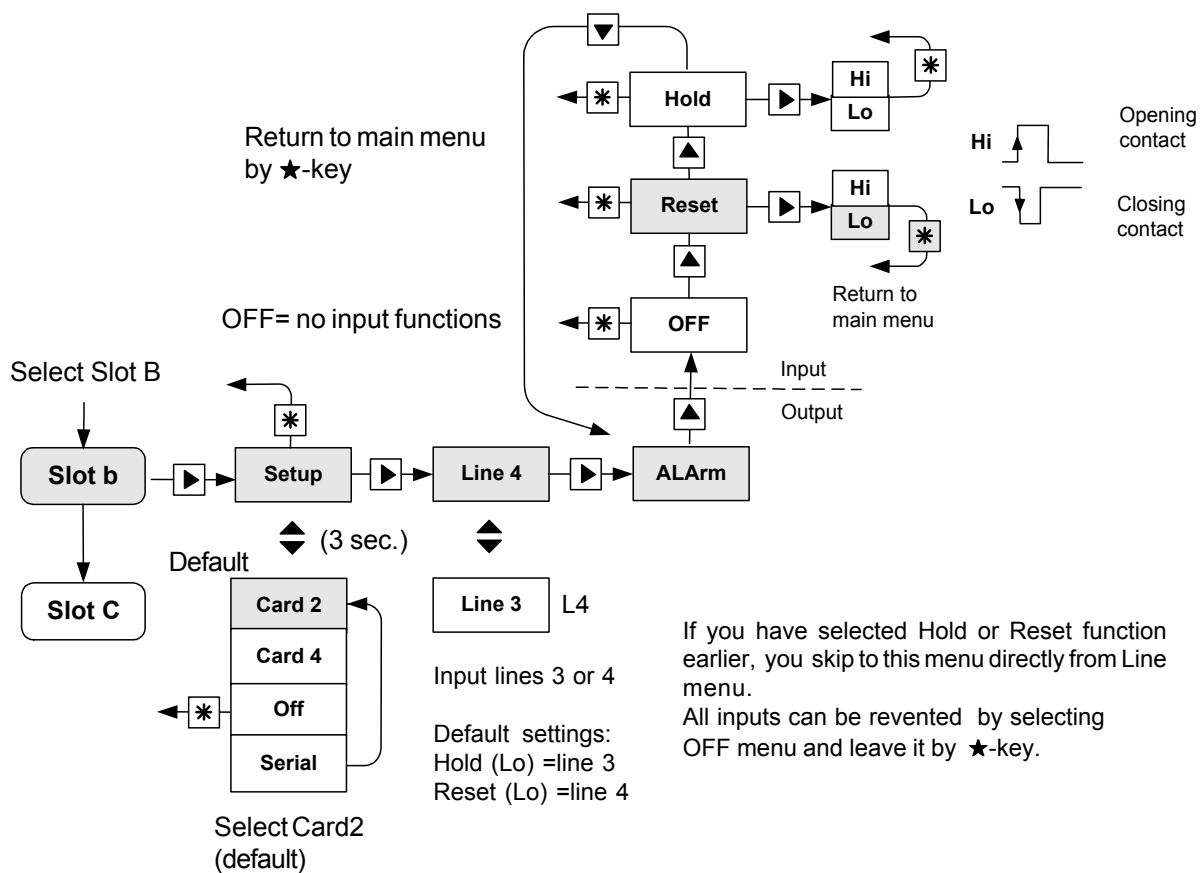 Hold
Hi
Lo
Return to main menu
by ★-key
Hi
Opening
contact
Reset
Hi
Lo
Lo
Closing
contact
Return to
main menu
OFF= no input functions
OFF
Input
Output
Select Slot B
Slot b
Setup
Line 4
ALArm
(3 sec.)
Default
Slot C
Card 2
Card 4
Off
Serial
Line 3
L4
Input lines 3 or 4
Default settings:
Hold (Lo) =line 3
Reset (Lo) =line 4
If you have selected Hold or Reset function
earlier, you skip to this menu directly from Line
menu.
All inputs can be revented by selecting
OFF menu and leave it by ★-key.
Select Card2
(default)